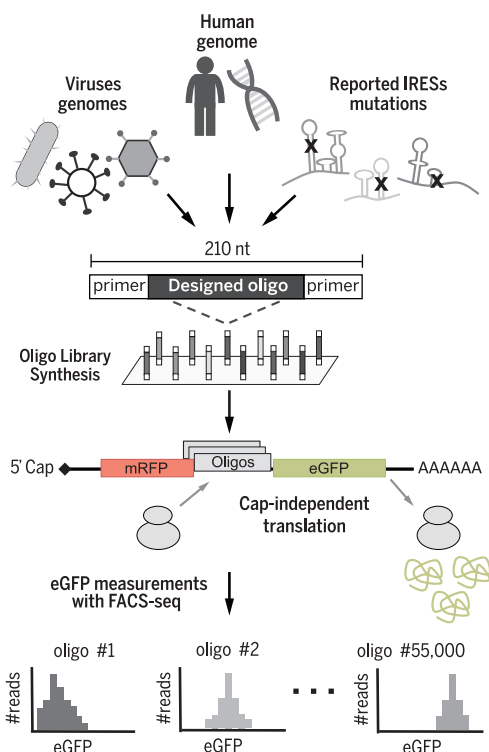 Human
genome
Viruses
genomes
Reported IRESs
mutations
210 nt
primer
Designed oligo
primer
Oligo Library
Synthesis
5' Cap
mRFP
Oligos
eGFP
AAAAAA
Cap-independent
translation
eGFP measurements
with FACS-seq
oligo #1
oligo #2
oligo #55,000
#reads
eGFP
#reads
eGFP
#reads
eGFP